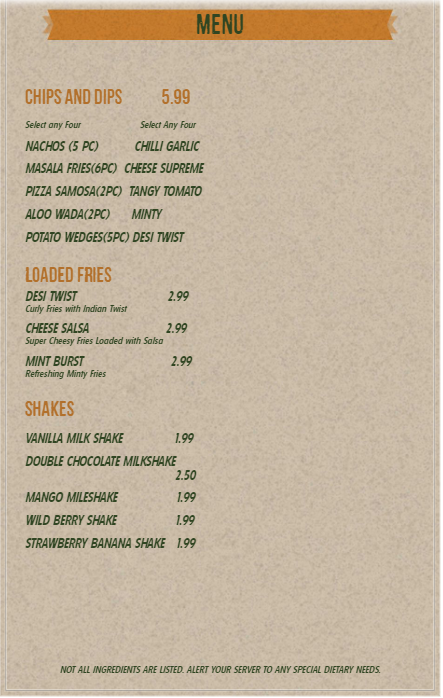 MENU
CHIPS AND DIPS 5.99
Select any Four Select Any Four
NACHOS (5 PC) CHILLI GARLIC
MASALA FRIES(6PC) CHEESE SUPREME
PIZZA SAMOSA(2PC) TANGY TOMATO
ALOO WADA(2PC) MINTY
POTATO WEDGES(5PC) DESI TWIST
LOADED FRIES
DESI TWIST 2.99
Curly Fries with Indian Twist
CHEESE SALSA 2.99
Super Cheesy Fries Loaded with Salsa
MINT BURST 2.99
Refreshing Minty Fries
SHAKES
VANILLA MILK SHAKE 1.99
DOUBLE CHOCOLATE MILKSHAKE
2.50
MANGO MILESHAKE 1.99
WILD BERRY SHAKE 1.99
STRAWBERRY BANANA SHAKE 1.99
NOT ALL INGREDIENTS ARE LISTED. ALERT YOUR SERVER TO ANY SPECIAL DIETARY NEEDS.